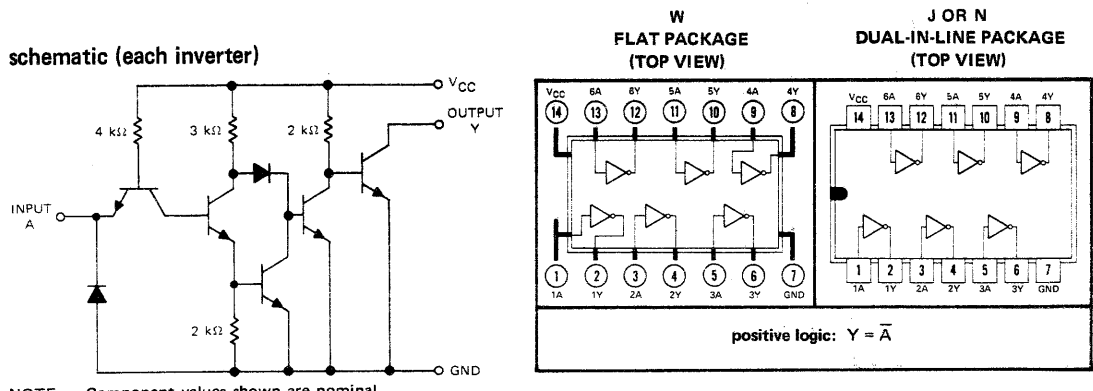 schematic (each inverter)
VCC
OUTPUT
Y
4 kΩ
3 kΩ
2 kΩ
INPUT
A
2 kΩ
GND
NOTE Component values shown are nominal
W
FLAT PACKAGE
(TOP VIEW)
VCC 6A 6Y 5A 5Y 4A 4Y
14 13 12 11 10 9 8
1 2 3 4 5 6 7
1A 1Y 2A 2Y 3A 3Y GND
J OR N
DUAL-IN-LINE PACKAGE
(TOP VIEW)
VCC 6A 6Y 5A 5Y 4A 4Y
14 13 12 11 10 9 8
1 2 3 4 5 6 7
1A 1Y 2A 2Y 3A 3Y GND
positive logic: Y = A̅